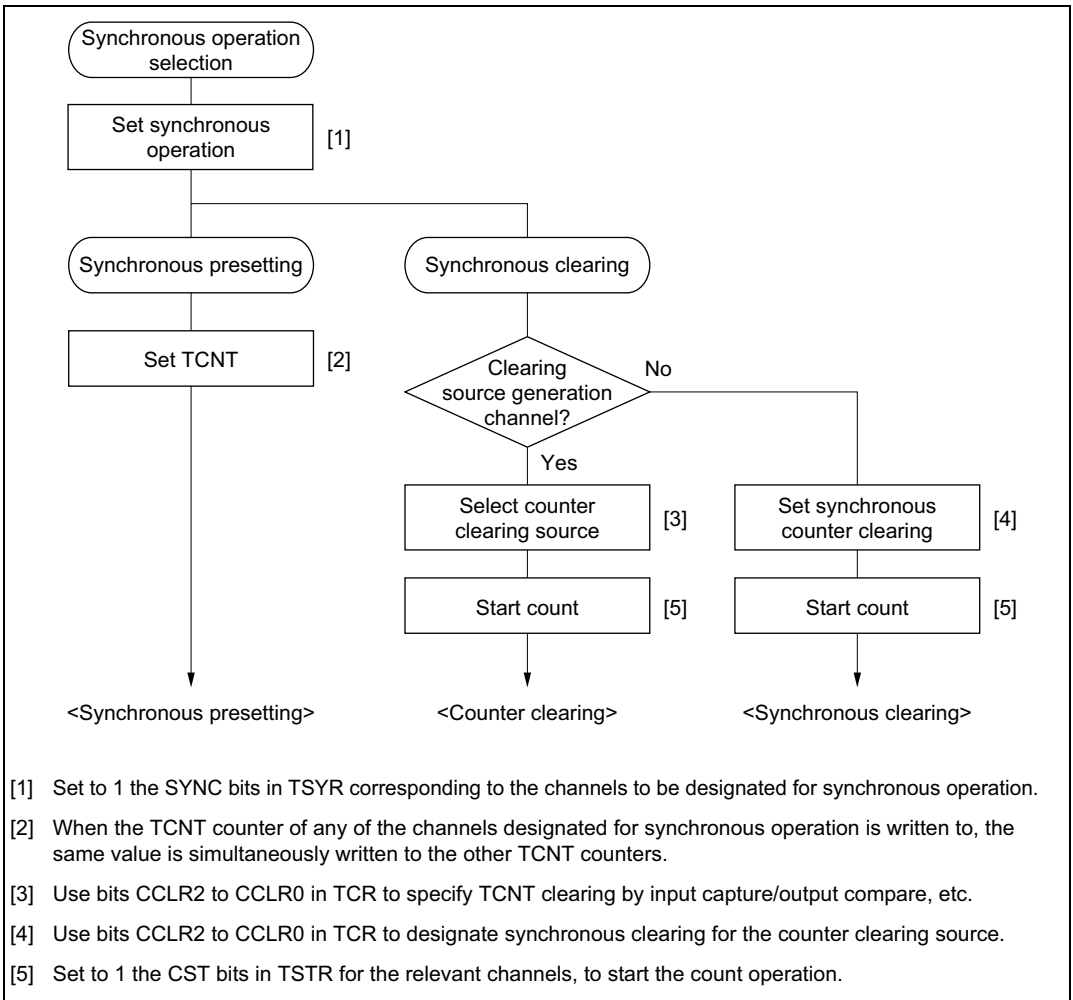 Synchronous operation
selection
Set synchronous
operation
[1]
Synchronous presetting
Synchronous clearing
Set TCNT
[2]
Clearing
source generation
channel?
No
Yes
Select counter
clearing source
[3]
Set synchronous
counter clearing
[4]
Start count
[5]
Start count
[5]
<Synchronous presetting>
<Counter clearing>
<Synchronous clearing>
[1] Set to 1 the SYNC bits in TSYR corresponding to the channels to be designated for synchronous operation.
[2] When the TCNT counter of any of the channels designated for synchronous operation is written to, the
same value is simultaneously written to the other TCNT counters.
[3] Use bits CCLR2 to CCLR0 in TCR to specify TCNT clearing by input capture/output compare, etc.
[4] Use bits CCLR2 to CCLR0 in TCR to designate synchronous clearing for the counter clearing source.
[5] Set to 1 the CST bits in TSTR for the relevant channels, to start the count operation.